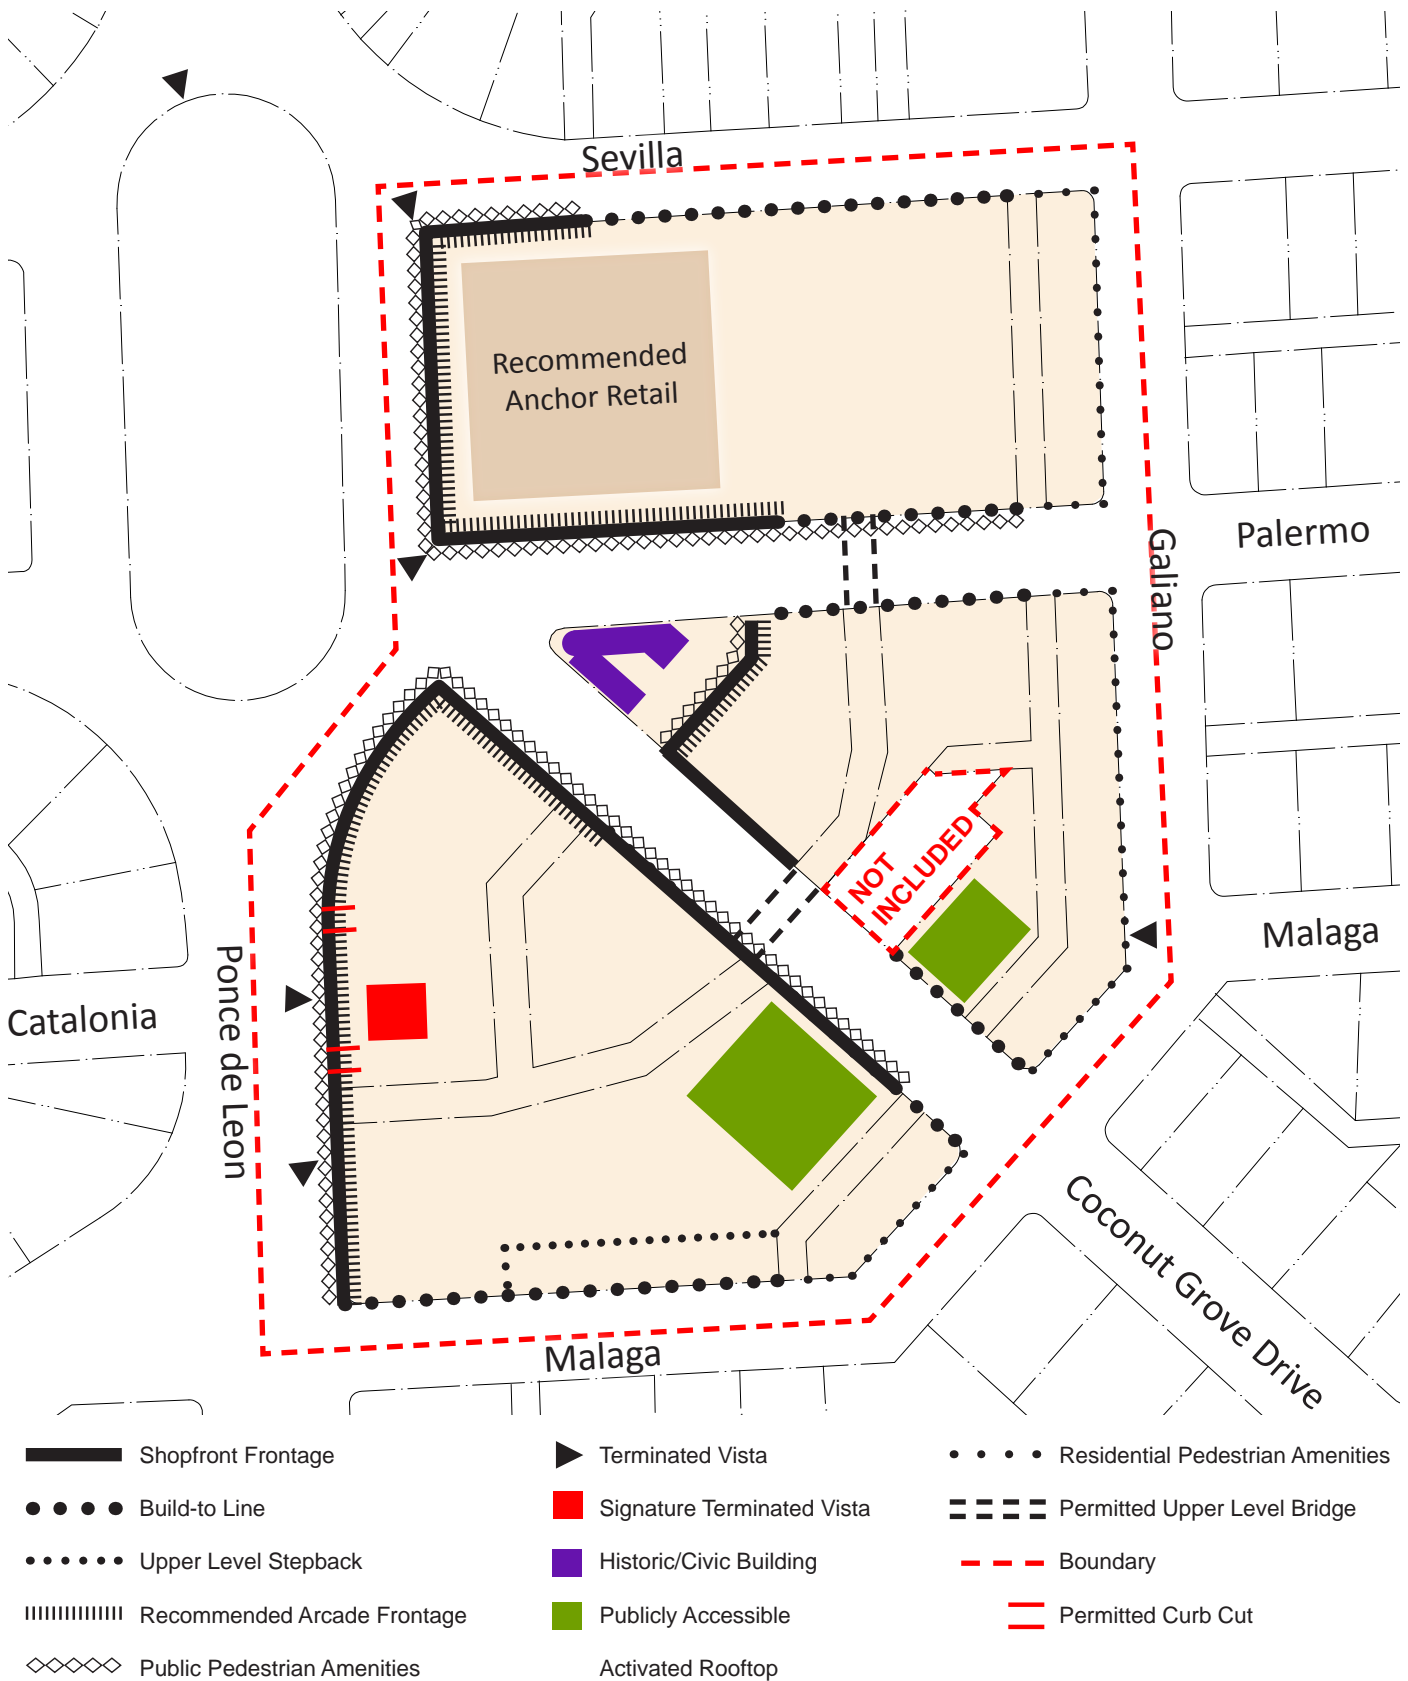 Sevilla
Recommended
Anchor Retail
Palermo
Galiano
NOT
INCLUDED
Malaga
Ponce de Leon
Catalonia
Coconut Grove Drive
Malaga
Shopfront Frontage
Build-to Line
Upper Level Stepback
Recommended Arcade Frontage
Public Pedestrian Amenities
Terminated Vista
Signature Terminated Vista
Historic/Civic Building
Publicly Accessible
Activated Rooftop
Residential Pedestrian Amenities
Permitted Upper Level Bridge
Boundary
Permitted Curb Cut